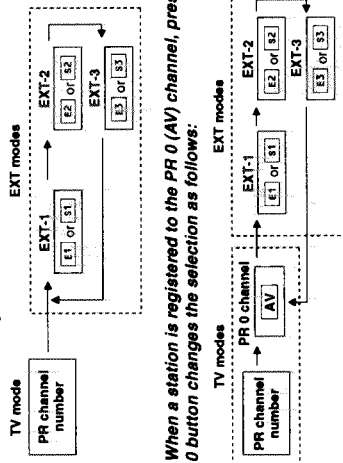 TV mode
EXT modes
PR channel
number
EXT-1
E1 or S1
EXT-2
E2 or S2
EXT-3
E3 or S3
When a station is registered to the PR 0 (AV) channel, pres
0 button changes the selection as follows:
TV modes
EXT modes
PR channel
number
PR 0 channel
AV
EXT-1
E1 or S1
EXT-2
E2 or S2
EXT-3
E3 or S3